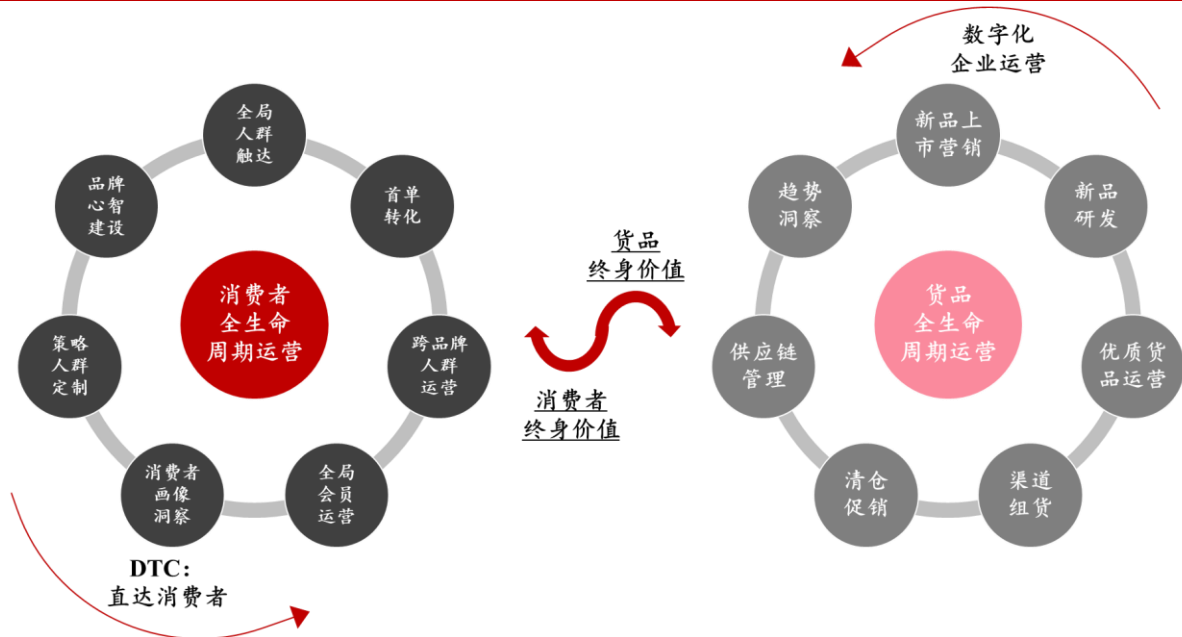 数字化
企业运营
全局
人群
触达
首单
转化
跨品牌
人群
运营
全局
会员
运营
消费者
画像
洞察
策略
人群
定制
品牌
心智
建设
消费者
全生命
周期运营
DTC:
直达消费者
货品
终身价值
消费者
终身价值
新品上
市营销
新品
研发
优质货
品运营
渠道
组货
清仓
促销
供应链
管理
趋势
洞察
货品
全生命
周期运营